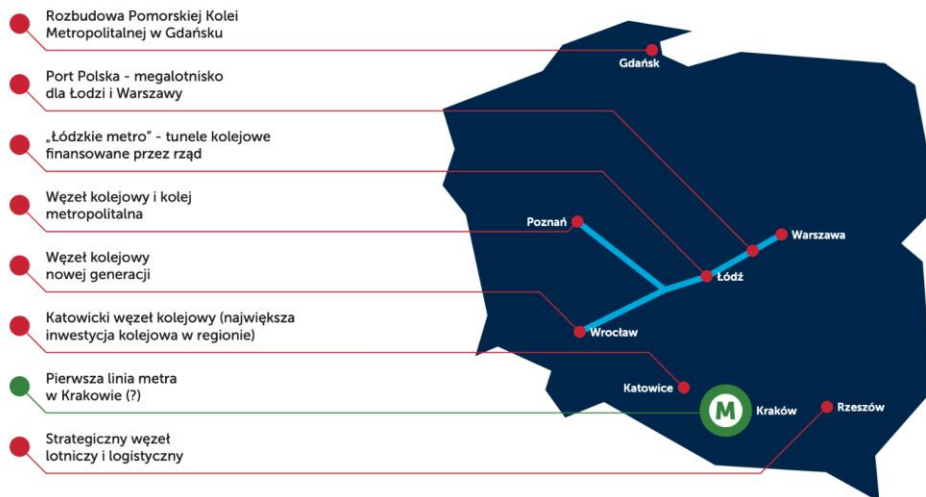 Rozbudowa Pomorskiej Kolei
Metropolitalnej w Gdańsku
Port Polska - megalotnisko
dla Łodzi i Warszawy
„Łódzkie metro” - tunele kolejowe
finansowane przez rząd
Węzeł kolejowy i kolej
metropolitalna
Węzeł kolejowy
nowej generacji
Katowicki węzeł kolejowy (największa
inwestycja kolejowa w regionie)
Pierwsza linia metra
w Krakowie (?)
Strategiczny węzeł
lotniczy i logistyczny
Gdańsk
Poznań
Warszawa
Łódź
Wrocław
Katowice
M
Kraków
Rzeszów